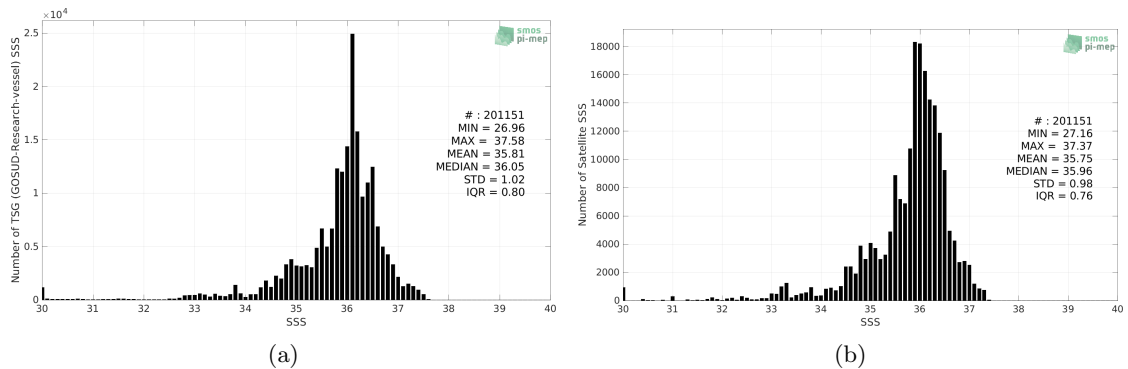 ×10⁴
2.5
2
1.5
1
0.5
0
30 31 32 33 34 35 36 37 38 39 40
SSS
Number of TSG (GOSUD-Research-vessel) SSS
smos
pi-mep
# : 201151
MIN = 26.96
MAX = 37.58
MEAN = 35.81
MEDIAN = 36.05
STD = 1.02
IQR = 0.80
(a)
18000
16000
14000
12000
10000
8000
6000
4000
2000
0
30 31 32 33 34 35 36 37 38 39 40
SSS
Number of Satellite SSS
smos
pi-mep
# : 201151
MIN = 27.16
MAX = 37.37
MEAN = 35.75
MEDIAN = 35.96
STD = 0.98
IQR = 0.76
(b)